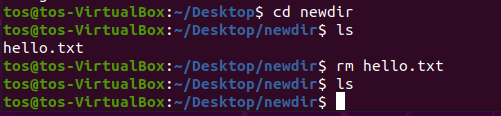 tos@tos-VirtualBox:~/Desktop$ cd newdir
tos@tos-VirtualBox:~/Desktop/newdir$ ls
hello.txt
tos@tos-VirtualBox:~/Desktop/newdir$ rm hello.txt
tos@tos-VirtualBox:~/Desktop/newdir$ ls
tos@tos-VirtualBox:~/Desktop/newdir$